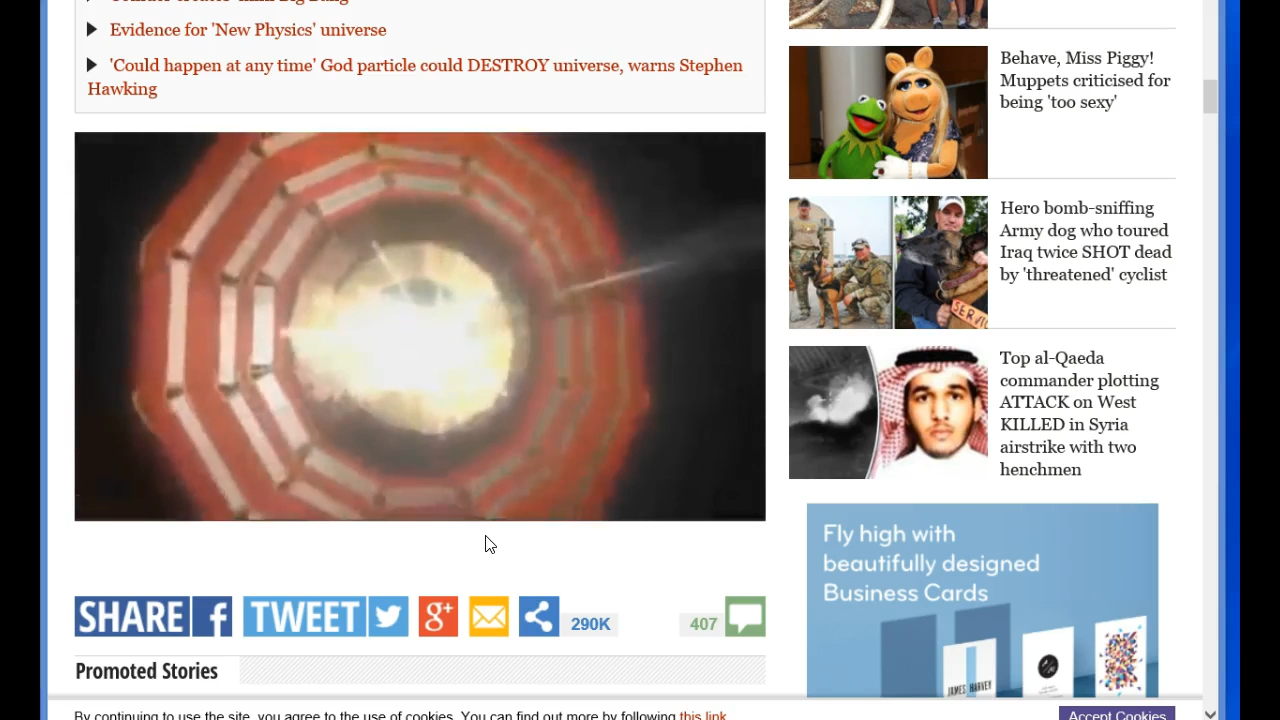 Evidence for 'New Physics' universe
'Could happen at any time' God particle could DESTROY universe, warns Stephen
Hawking
SHARE
TWEET
g+
290K
407
Promoted Stories
Behave, Miss Piggy!
Muppets criticised for
being 'too sexy'
Hero bomb-sniffing
Army dog who toured
Iraq twice SHOT dead
by 'threatened' cyclist
SERVI
Top al-Qaeda
commander plotting
ATTACK on West
KILLED in Syria
airstrike with two
henchmen
Fly high with
beautifully designed
Business Cards
JAMES HARVEY
By continuing to use the site, you agree to the use of cookies. You can find out more by following this link
Accept Cookies